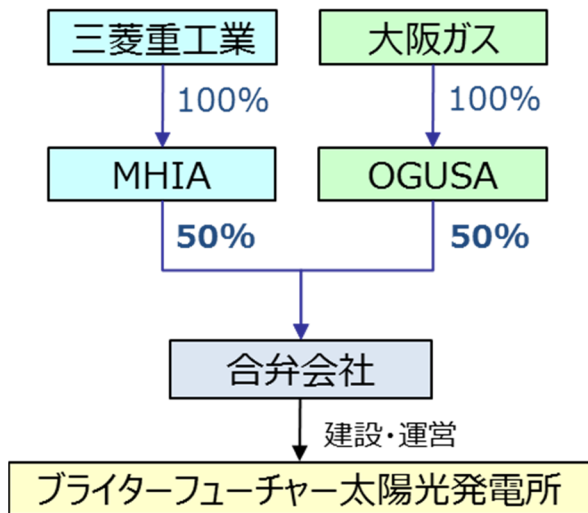 三菱重工業
大阪ガス
100%
100%
MHIA
OGUSA
50%
50%
合弁会社
建設・運営
ブライターフューチャー太陽光発電所